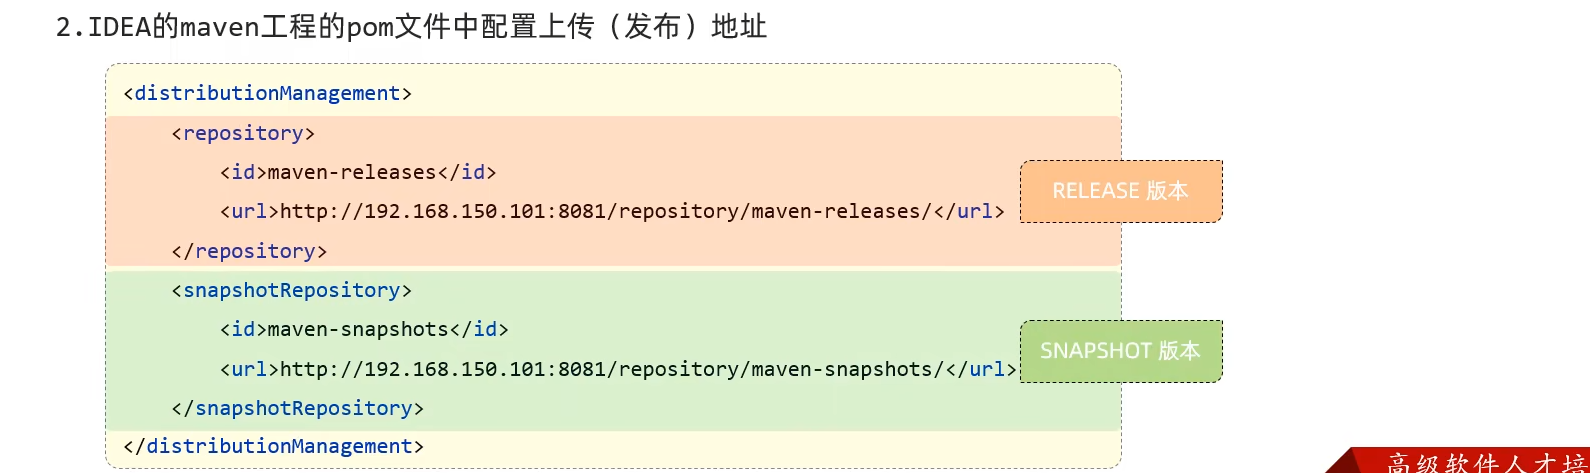 2.IDEA的maven工程的pom文件中配置上传（发布）地址
<distributionManagement>
<repository>
<id>maven-releases</id>
<url>http://192.168.150.101:8081/repository/maven-releases/</url>
RELEASE 版本
</repository>
<snapshotRepository>
<id>maven-snapshots</id>
<url>http://192.168.150.101:8081/repository/maven-snapshots/</url>
SNAPSHOT 版本
</snapshotRepository>
</distributionManagement>
高级软件人才培